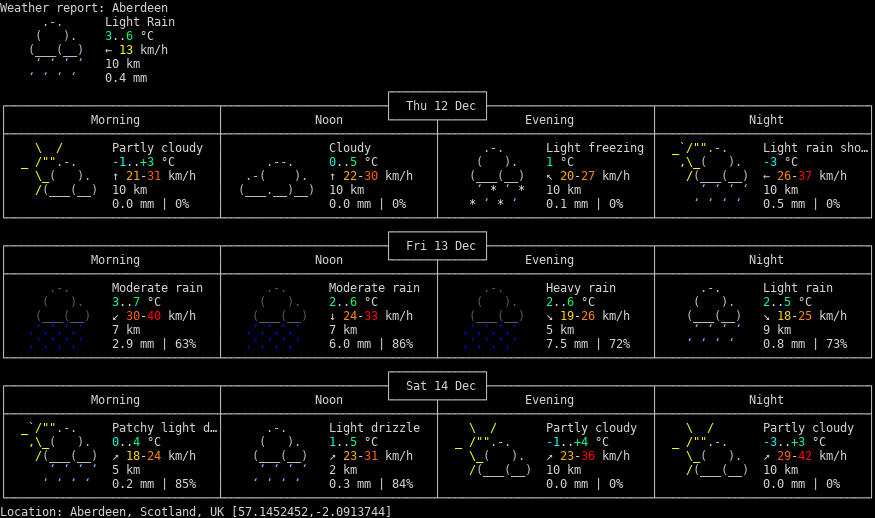 Weather report: Aberdeen
Light Rain
3..6 °C
← 13 km/h
10 km
0.4 mm
Thu 12 Dec
Morning Noon Evening Night
Partly cloudy Cloudy Light freezing Light rain sho…
-1..+3 °C 0..5 °C 1 °C -3 °C
↑ 21-31 km/h ↑ 22-30 km/h ↖ 20-27 km/h ← 26-37 km/h
10 km 10 km 10 km 10 km
0.0 mm | 0% 0.0 mm | 0% 0.1 mm | 0% 0.5 mm | 0%
Fri 13 Dec
Morning Noon Evening Night
Moderate rain Moderate rain Heavy rain Light rain
3..7 °C 2..6 °C 2..6 °C 2..5 °C
↙ 30-40 km/h ↓ 24-33 km/h ↘ 19-26 km/h ↘ 18-25 km/h
7 km 7 km 5 km 9 km
2.9 mm | 63% 6.0 mm | 86% 7.5 mm | 72% 0.8 mm | 73%
Sat 14 Dec
Morning Noon Evening Night
Patchy light d… Light drizzle Partly cloudy Partly cloudy
0..4 °C 1..5 °C -1..+4 °C -3..+3 °C
↗ 18-24 km/h ↗ 23-31 km/h ↗ 23-36 km/h ↗ 29-42 km/h
5 km 2 km 10 km 10 km
0.2 mm | 85% 0.3 mm | 84% 0.0 mm | 0% 0.0 mm | 0%
Location: Aberdeen, Scotland, UK [57.1452452,-2.0913744]